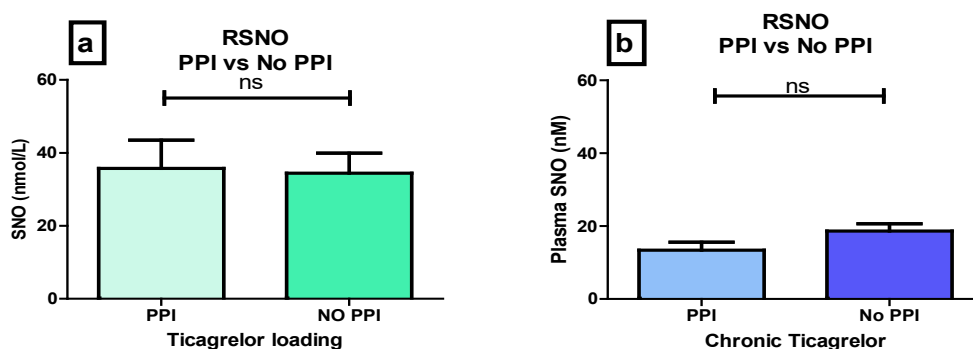 a
RSNO
PPI vs No PPI
ns
60
40
20
0
SNO (nmol/L)
PPI
NO PPI
Ticagrelor loading
b
RSNO
PPI vs No PPI
ns
60
40
20
0
Plasma SNO (nM)
PPI
No PPI
Chronic Ticagrelor